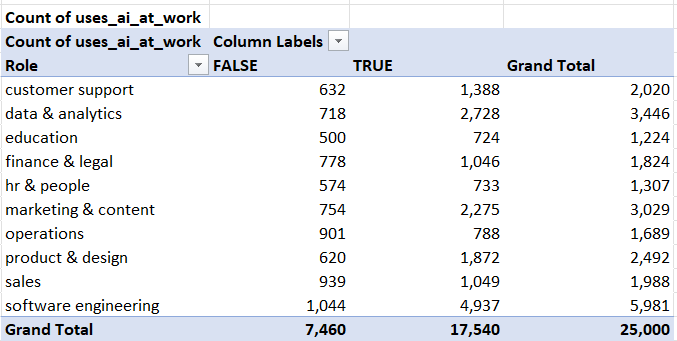 Count of uses_ai_at_work
Count of uses_ai_at_work Column Labels
Role FALSE TRUE Grand Total
customer support 632 1,388 2,020
data & analytics 718 2,728 3,446
education 500 724 1,224
finance & legal 778 1,046 1,824
hr & people 574 733 1,307
marketing & content 754 2,275 3,029
operations 901 788 1,689
product & design 620 1,872 2,492
sales 939 1,049 1,988
software engineering 1,044 4,937 5,981
Grand Total 7,460 17,540 25,000